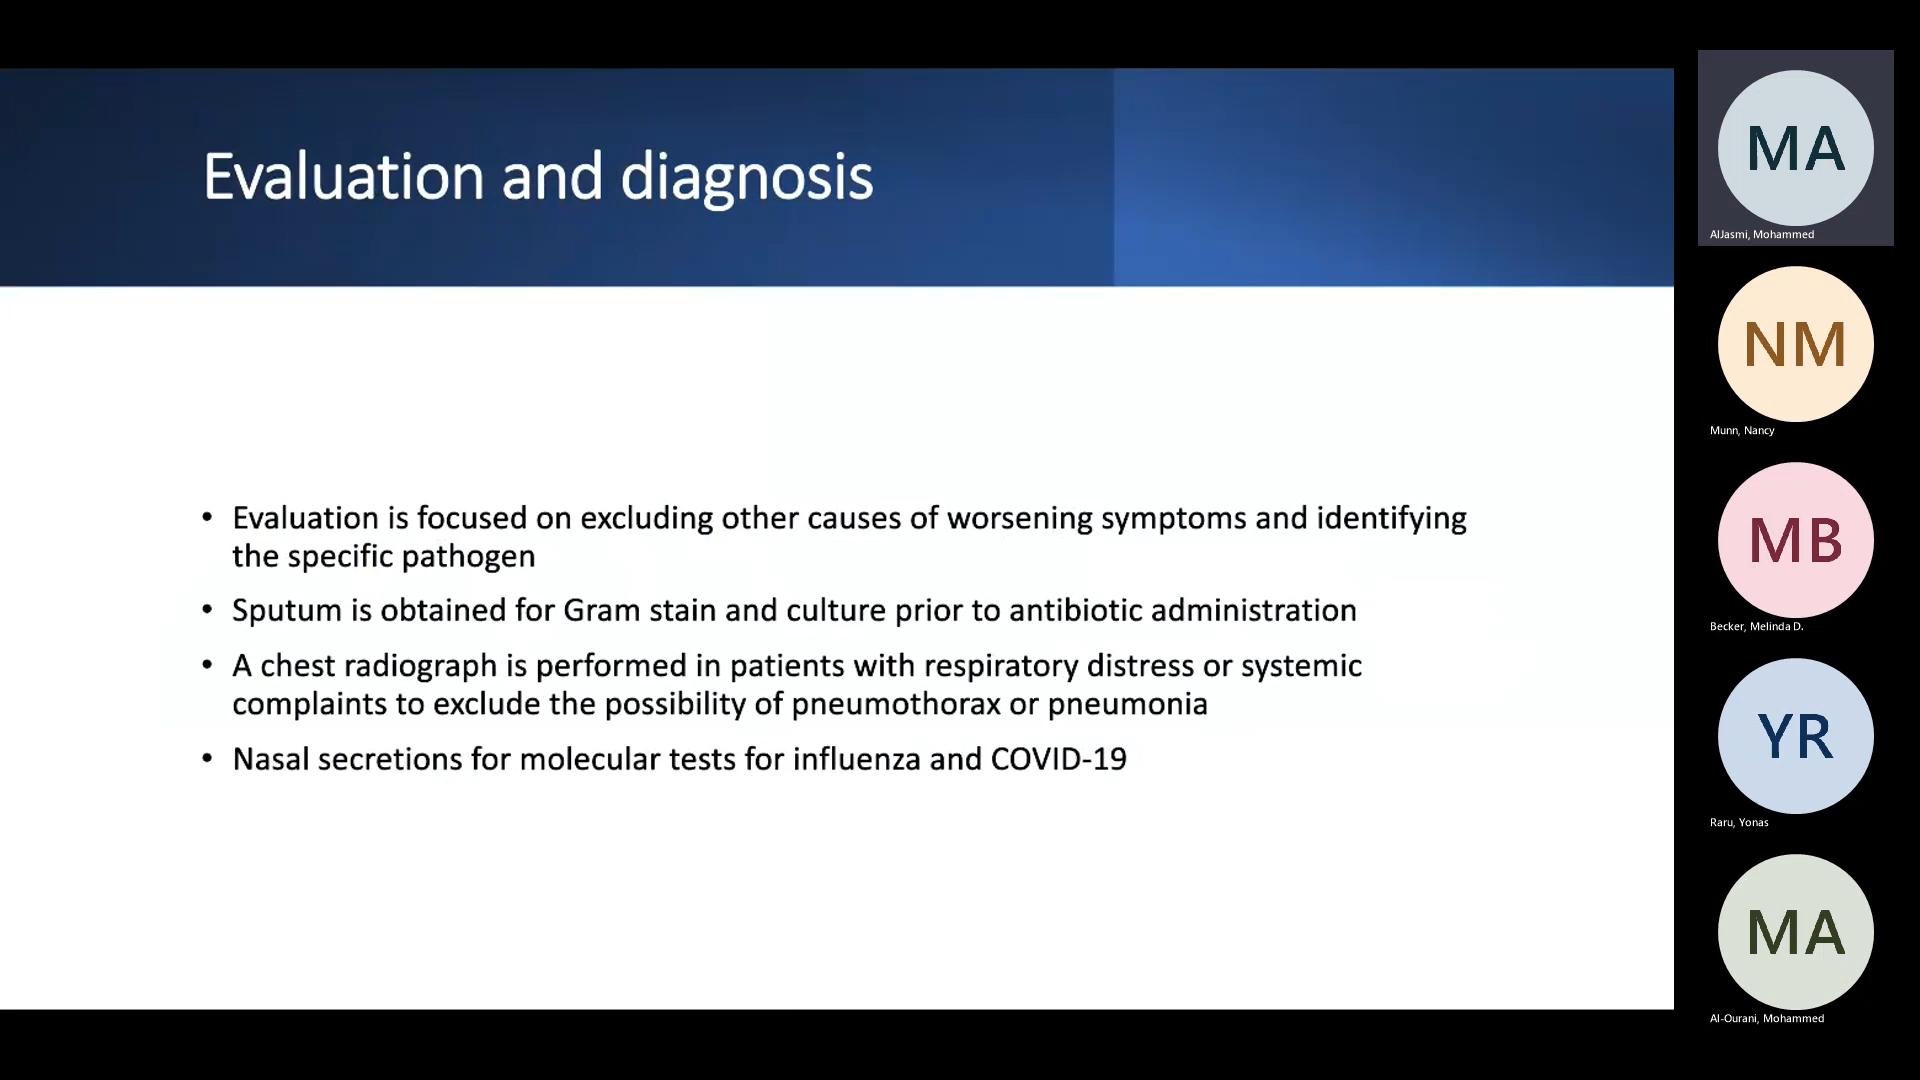 Evaluation and diagnosis
• Evaluation is focused on excluding other causes of worsening symptoms and identifying
the specific pathogen
• Sputum is obtained for Gram stain and culture prior to antibiotic administration
• A chest radiograph is performed in patients with respiratory distress or systemic
complaints to exclude the possibility of pneumothorax or pneumonia
• Nasal secretions for molecular tests for influenza and COVID-19
MA
AlJasmi, Mohammed
NM
Munn, Nancy
MB
Becker, Melinda D.
YR
Raru, Yonas
MA
Al-Ourani, Mohammed